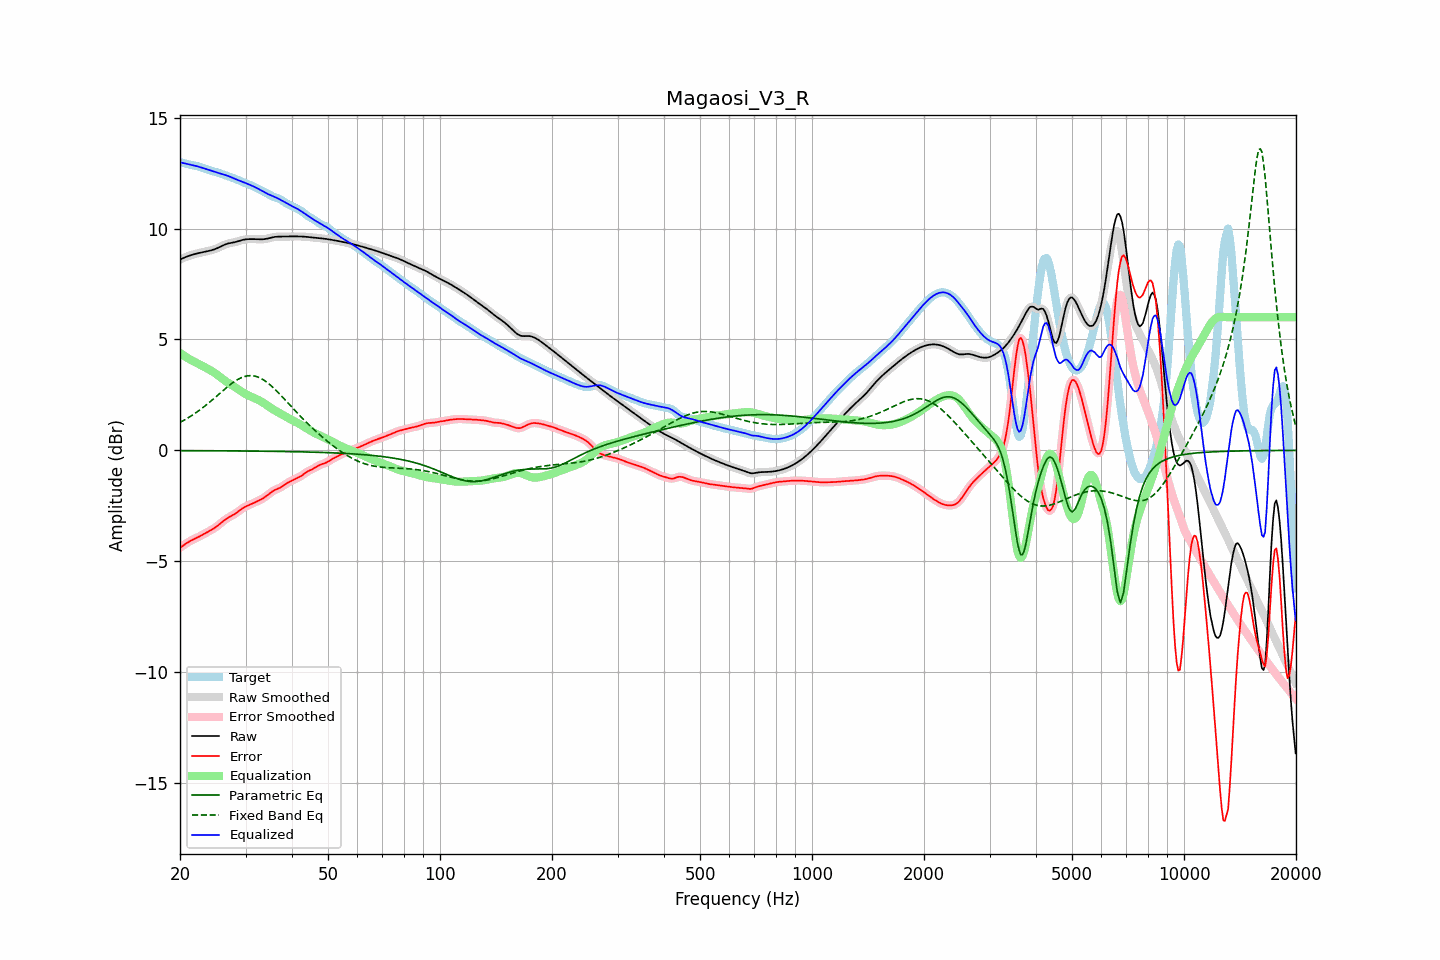 Magaosi_V3_R
15
10
5
0
−5
−10
−15
Amplitude (dBr)
Target
Raw Smoothed
Error Smoothed
Raw
Error
Equalization
Parametric Eq
Fixed Band Eq
Equalized
20 50 100 200 500 1000 2000 5000 10000 20000
Frequency (Hz)